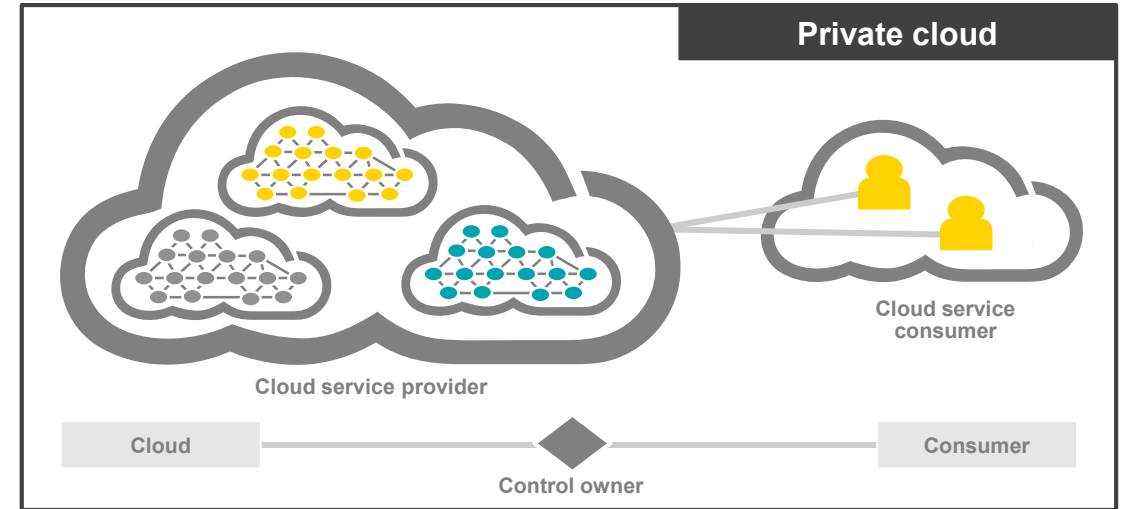 Private cloud
Cloud service
consumer
Cloud service provider
Cloud
Consumer
Control owner